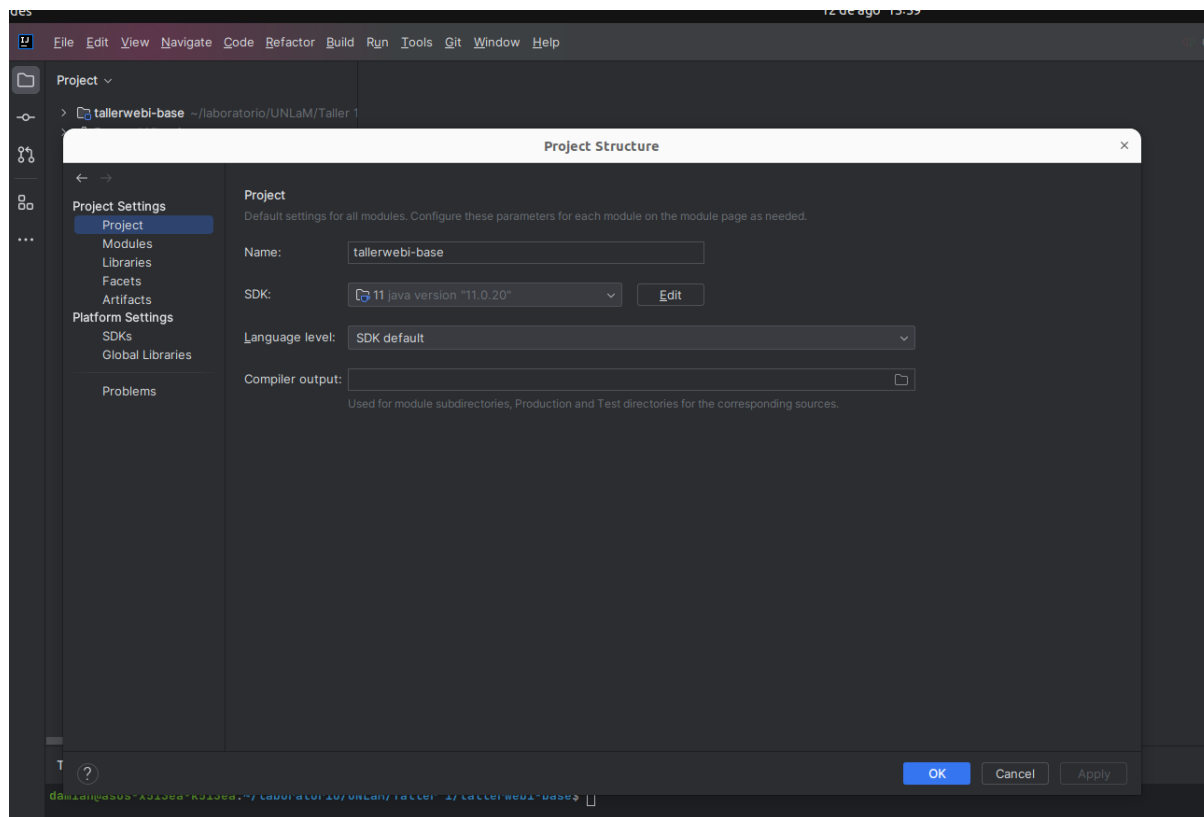 des
12 de ago 15:59
File Edit View Navigate Code Refactor Build Run Tools Git Window Help
Project
tallerwebi-base ~/laboratorio/UNLaM/Taller 1
Project Structure
Project Settings
Project
Modules
Libraries
Facets
Artifacts
Platform Settings
SDKs
Global Libraries
Problems
Project
Default settings for all modules. Configure these parameters for each module on the module page as needed.
Name: tallerwebi-base
SDK: 11 java version "11.0.20" Edit
Language level: SDK default
Compiler output:
Used for module subdirectories, Production and Test directories for the corresponding sources.
T
? OK Cancel Apply
damian@asus-x513ea-k513ea:~/laboratorio/UNLaM/Taller 1/tallerwebi-base$